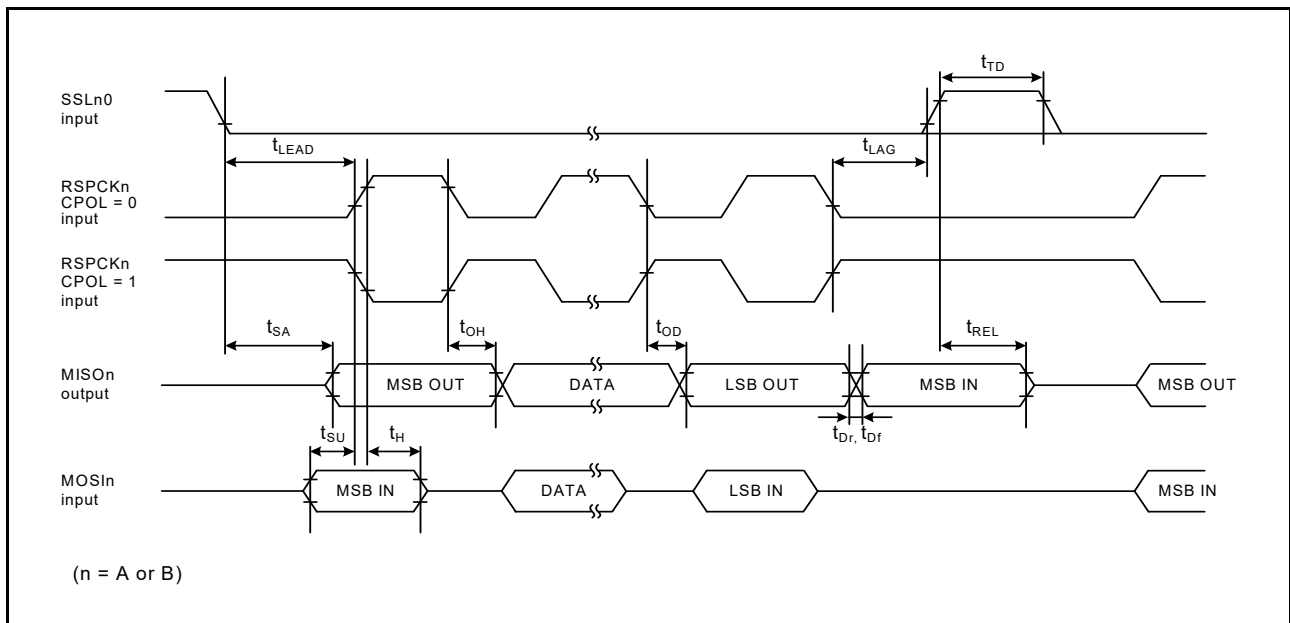 tTD
SSLn0
input
tLEAD
tLAG
RSPCKn
CPOL = 0
input
RSPCKn
CPOL = 1
input
tSA
tOH
tOD
tREL
MISOn
output
MSB OUT
DATA
LSB OUT
MSB IN
MSB OUT
tSU
tH
tDr, tDf
MOSIn
input
MSB IN
DATA
LSB IN
MSB IN
(n = A or B)